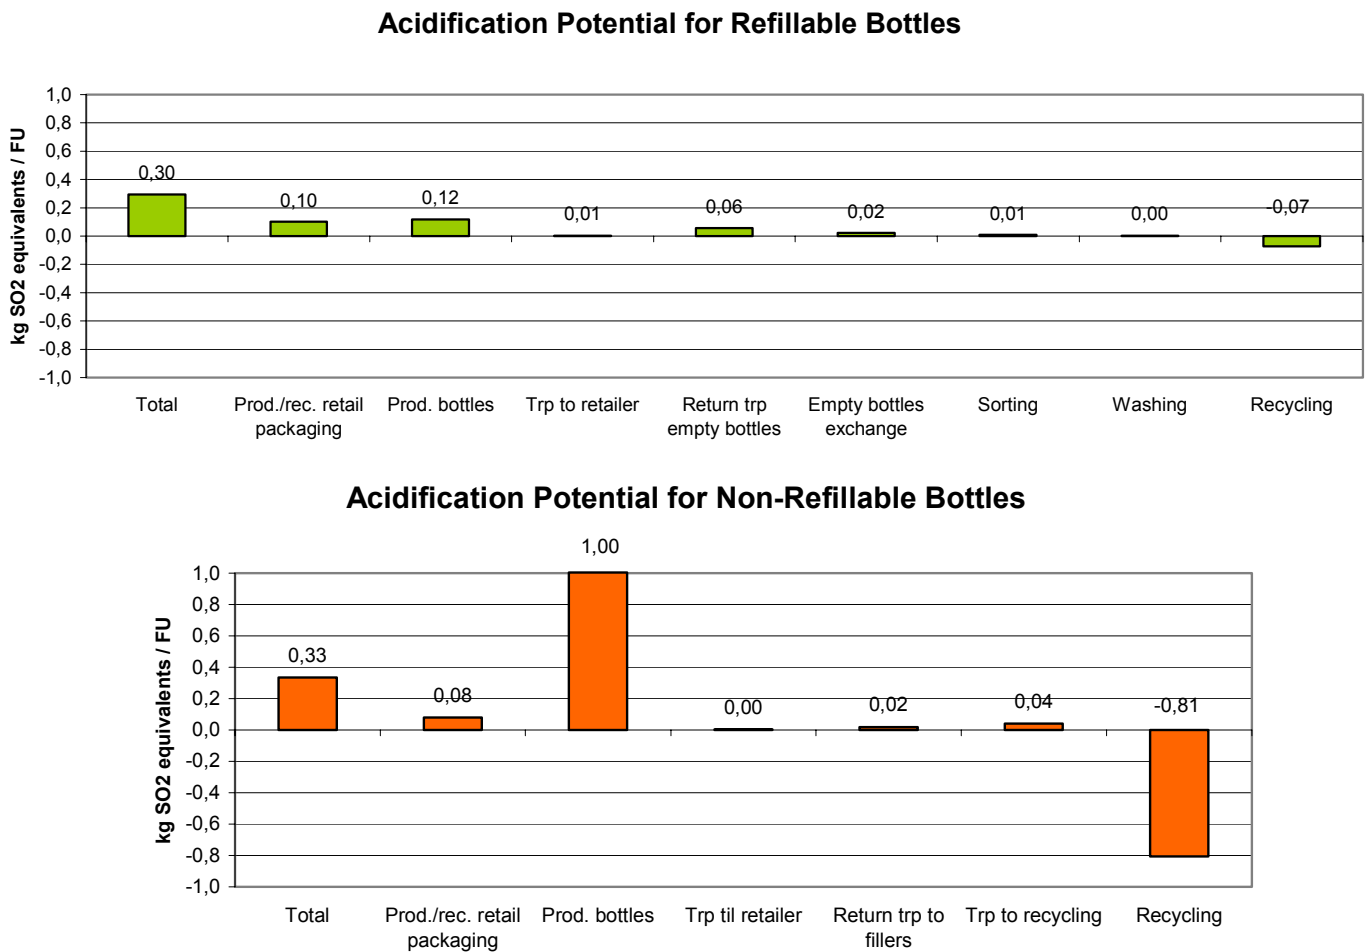 Acidification Potential for Refillable Bottles
kg SO2 equivalents / FU
1,0
0,8
0,6
0,4
0,2
0,0
-0,2
-0,4
-0,6
-0,8
-1,0
0,30
0,10
0,12
0,01
0,06
0,02
0,01
0,00
-0,07
Total
Prod./rec. retail
packaging
Prod. bottles
Trp to retailer
Return trp
empty bottles
Empty bottles
exchange
Sorting
Washing
Recycling
Acidification Potential for Non-Refillable Bottles
kg SO2 equivalents / FU
1,0
0,8
0,6
0,4
0,2
0,0
-0,2
-0,4
-0,6
-0,8
-1,0
0,33
0,08
1,00
0,00
0,02
0,04
-0,81
Total
Prod./rec. retail
packaging
Prod. bottles
Trp til retailer
Return trp to
fillers
Trp to recycling
Recycling